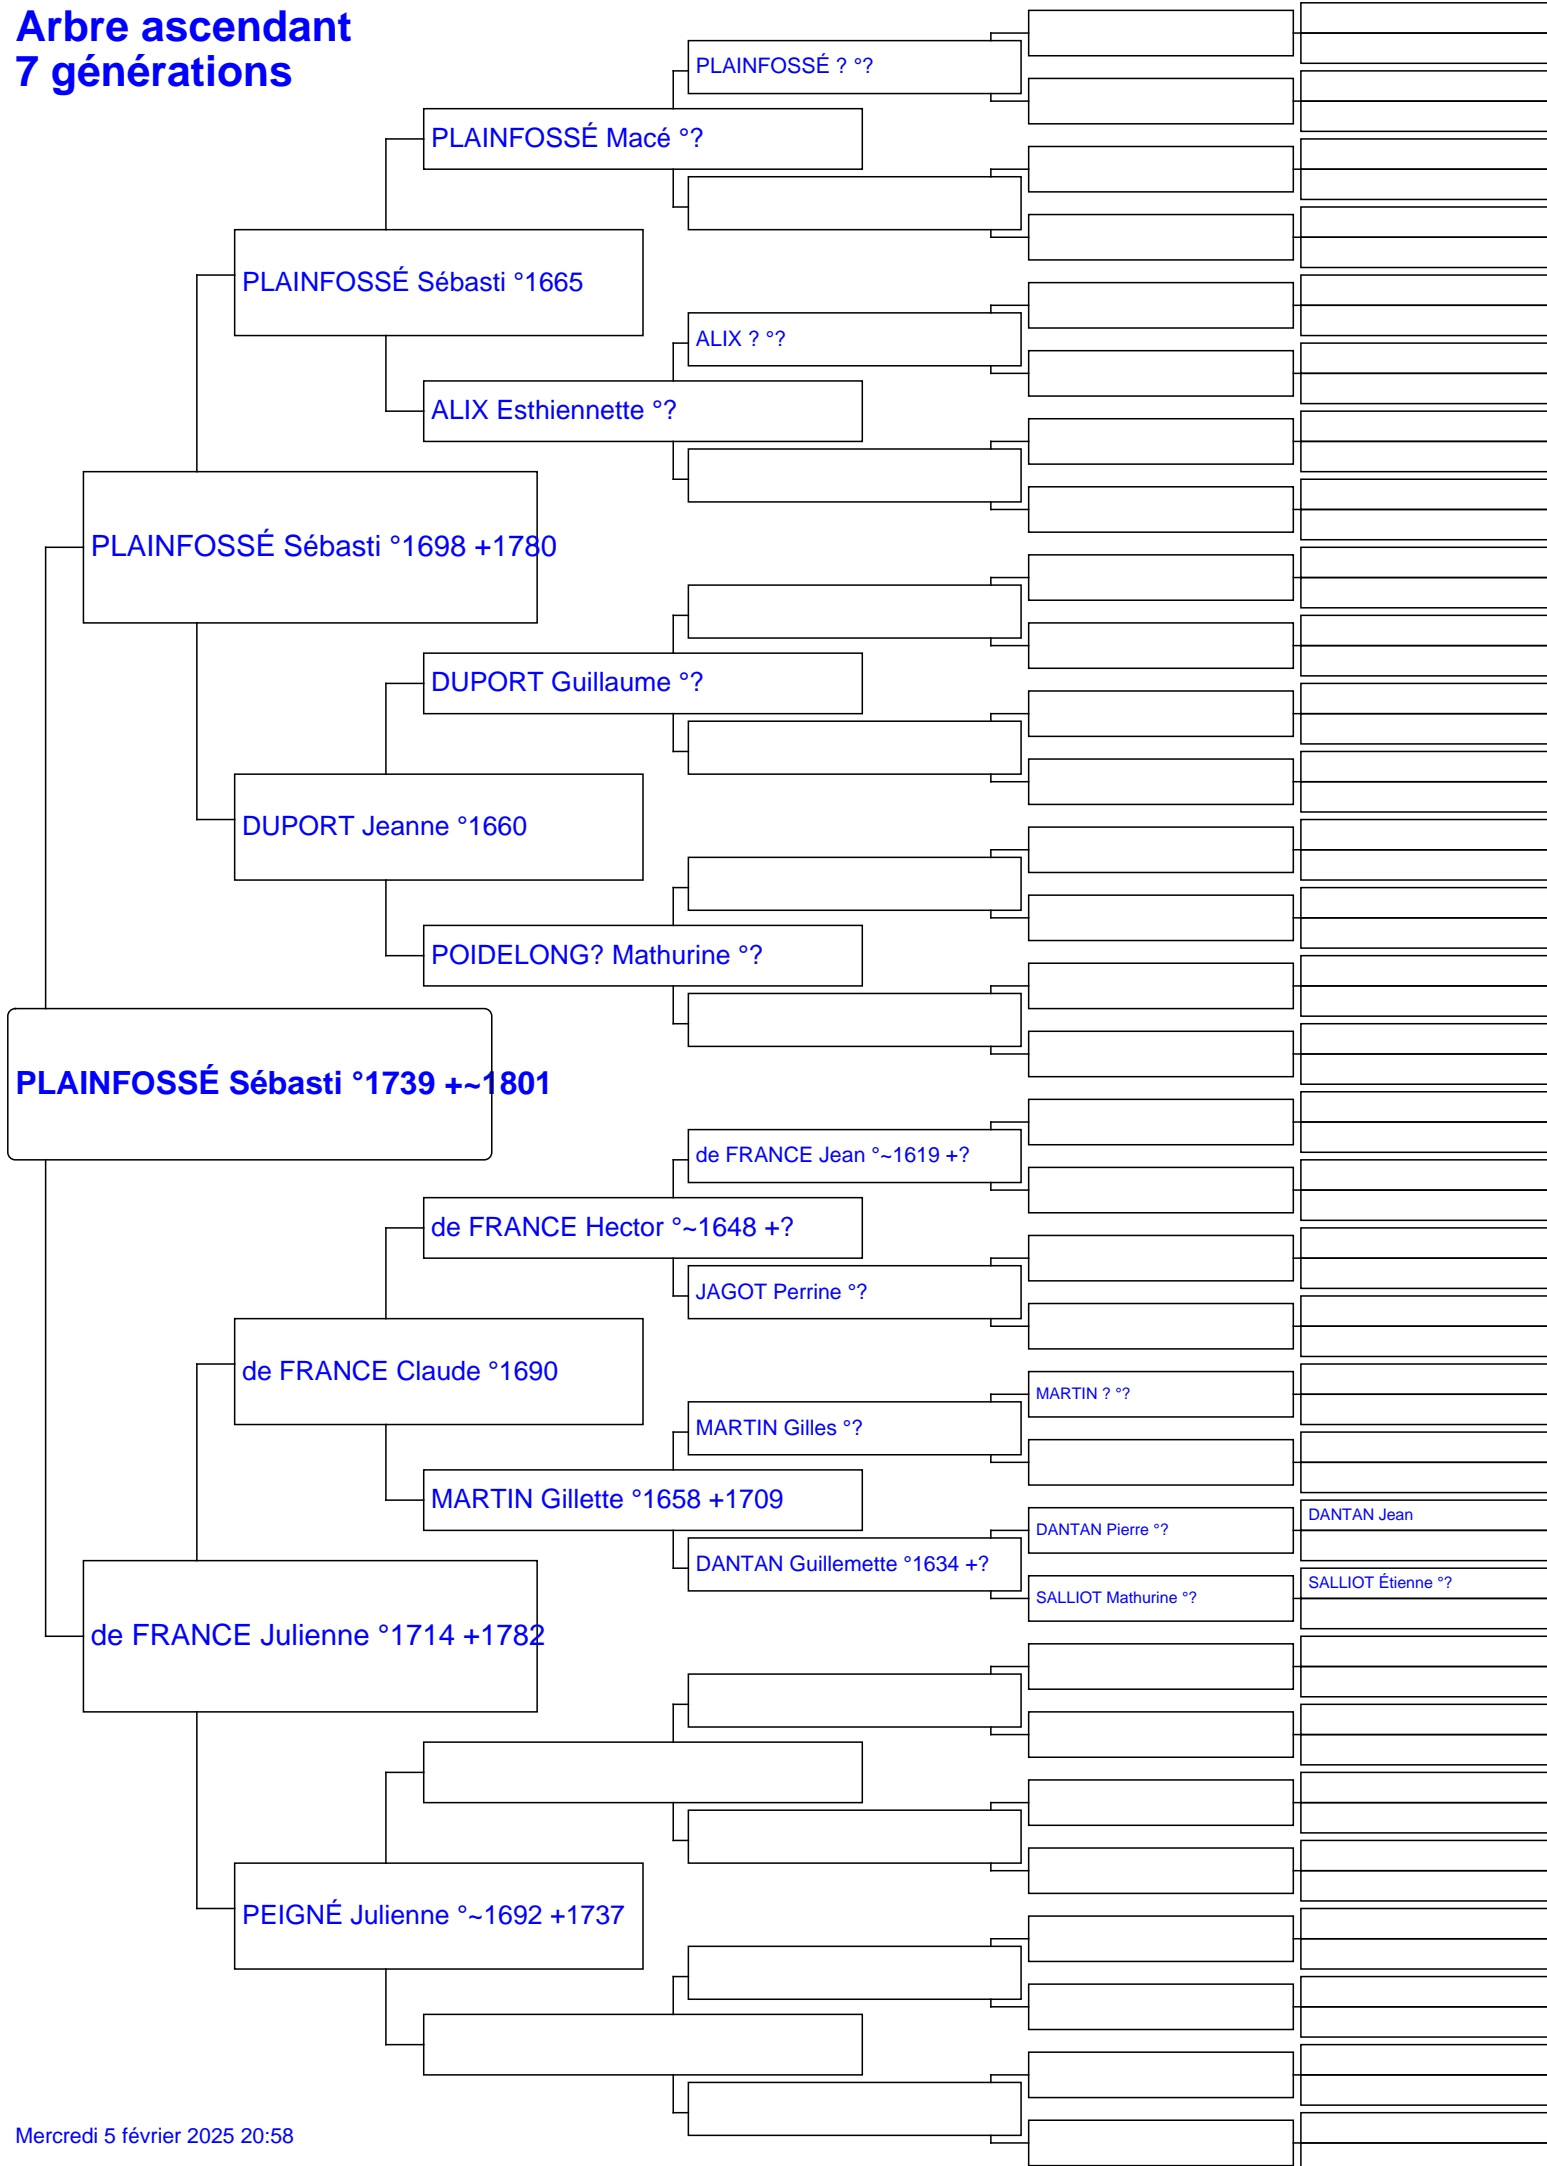 Arbre ascendant
7 générations
PLAINFOSSÉ ? °?
PLAINFOSSÉ Macé °?
PLAINFOSSÉ Sébasti °1665
ALIX ? °?
ALIX Esthiennette °?
PLAINFOSSÉ Sébasti °1698 +1780
DUPORT Guillaume °?
DUPORT Jeanne °1660
POIDELONG? Mathurine °?
PLAINFOSSÉ Sébasti °1739 +~1801
de FRANCE Jean °~1619 +?
de FRANCE Hector °~1648 +?
JAGOT Perrine °?
de FRANCE Claude °1690
MARTIN ? °?
MARTIN Gilles °?
MARTIN Gillette °1658 +1709
DANTAN Jean
DANTAN Pierre °?
DANTAN Guillemette °1634 +?
SALLIOT Étienne °?
SALLIOT Mathurine °?
de FRANCE Julienne °1714 +1782
PEIGNÉ Julienne °~1692 +1737
Mercredi 5 février 2025 20:58